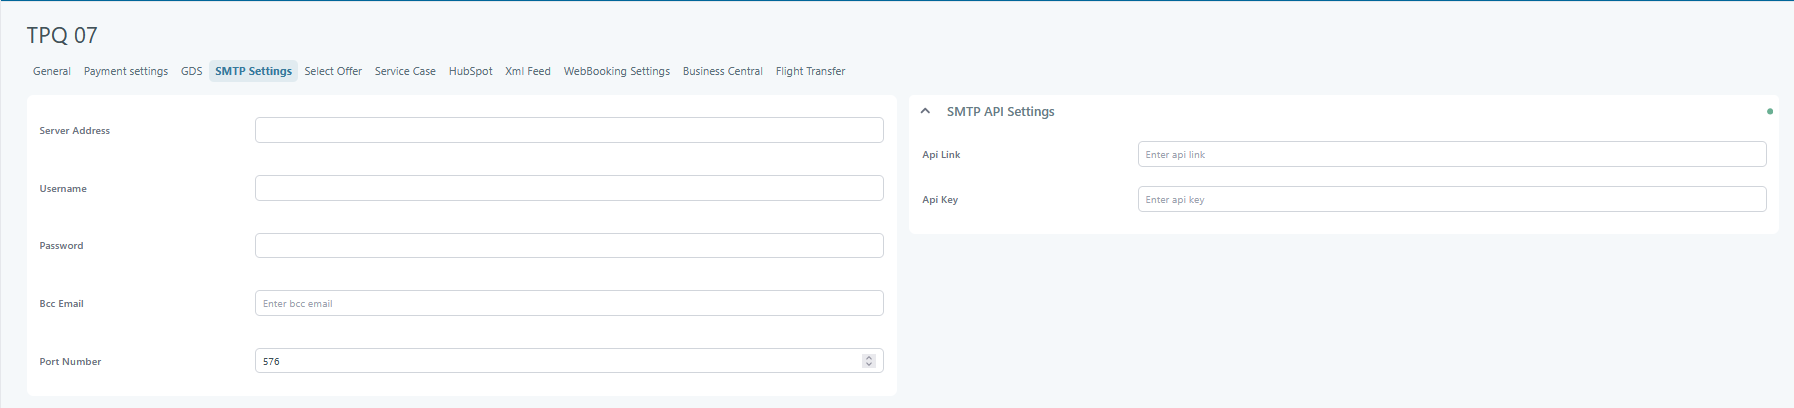 TPQ 07
General Payment settings GDS SMTP Settings Select Offer Service Case HubSpot Xml Feed WebBooking Settings Business Central Flight Transfer
Server Address
Username
Password
Bcc Email Enter bcc email
Port Number 576
SMTP API Settings
Api Link Enter api link
Api Key Enter api key